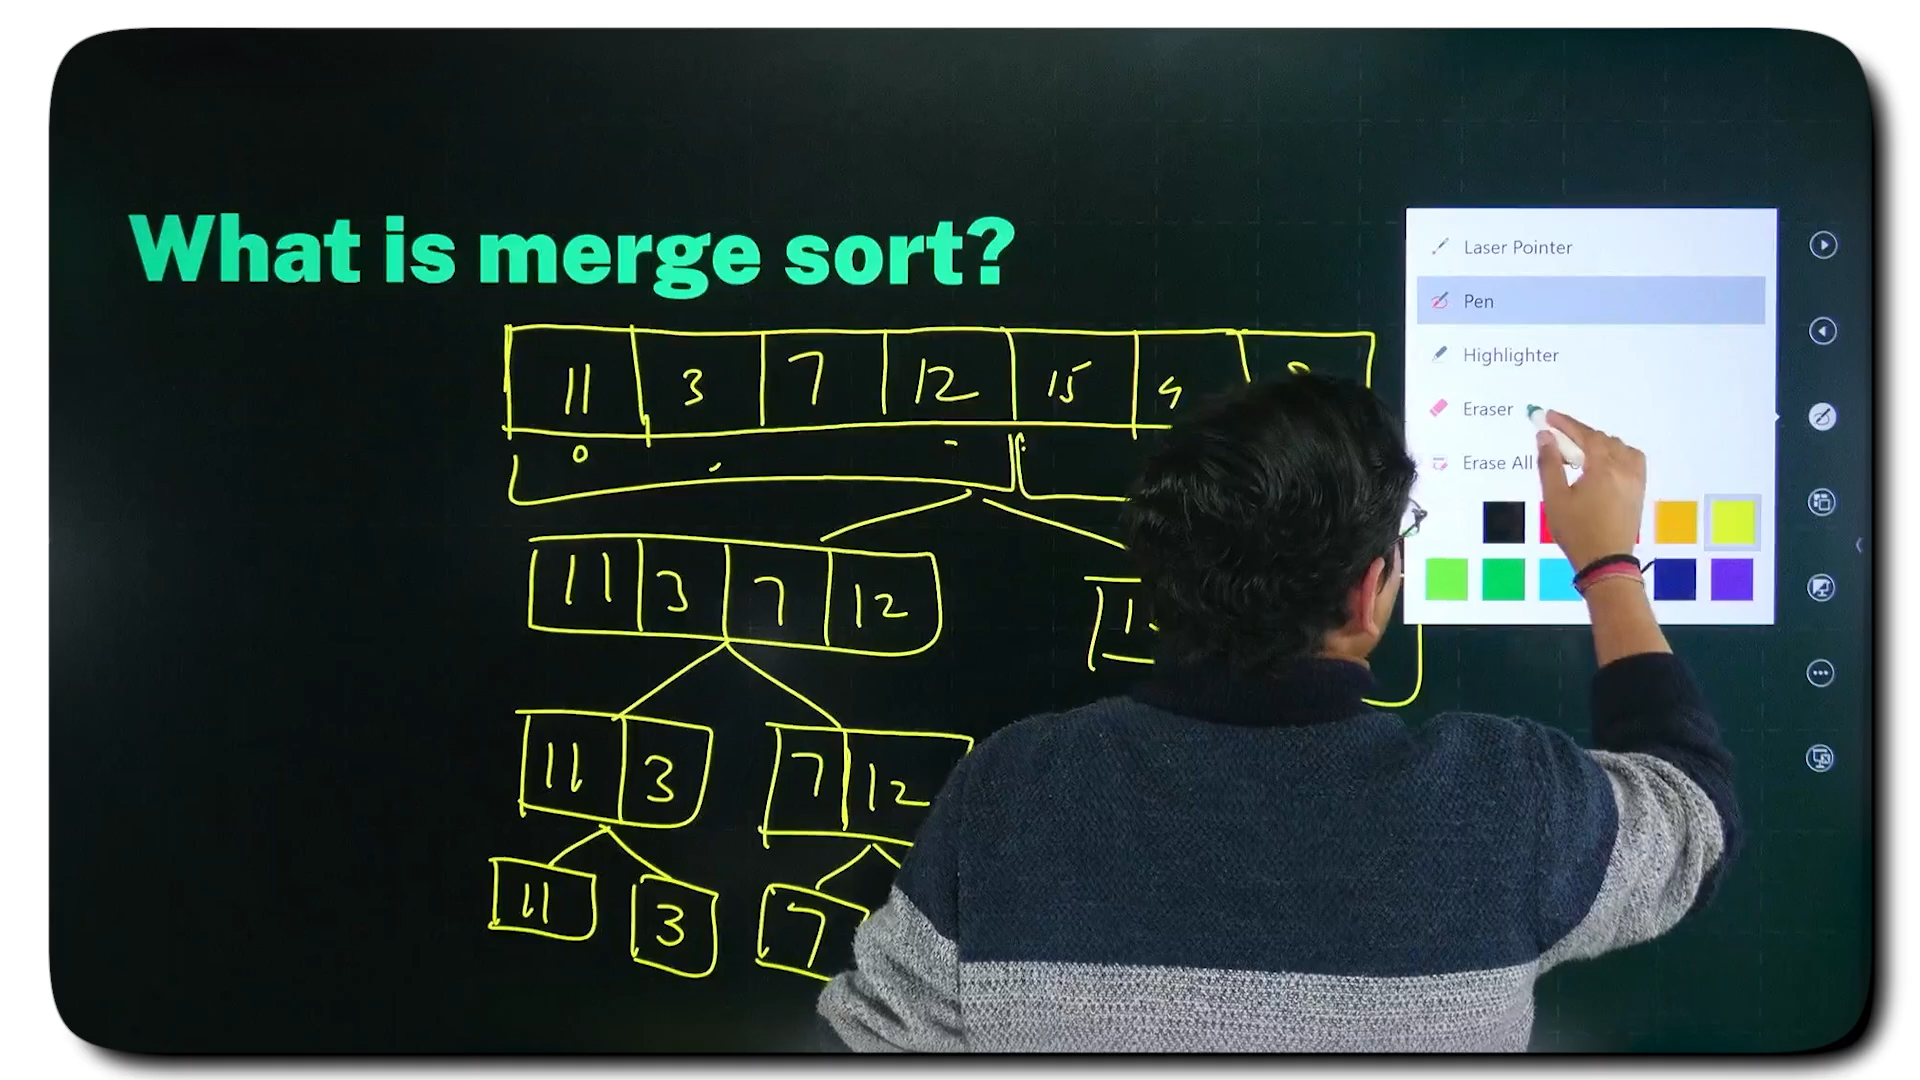 What is merge sort?
Laser Pointer
Pen
Highlighter
Eraser
Erase All
11 3 7 12 15 4
0
11 3 7 12
11 3 7 12
11 3 7